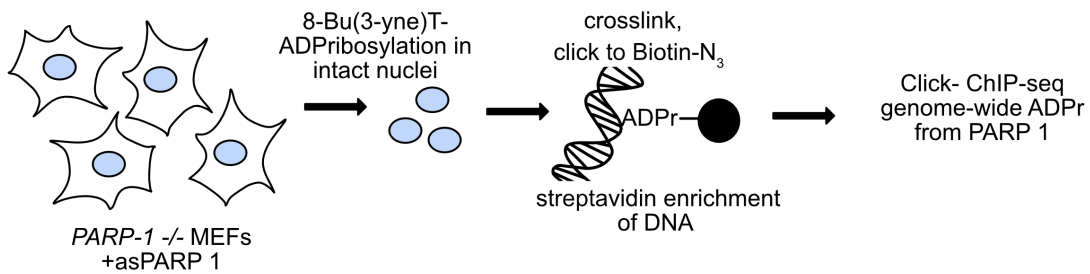 PARP-1 -/- MEFs
+asPARP 1
8-Bu(3-yne)T-
ADPribosylation in
intact nuclei
crosslink,
click to Biotin-N3
ADPr
streptavidin enrichment
of DNA
Click- ChIP-seq
genome-wide ADPr
from PARP 1